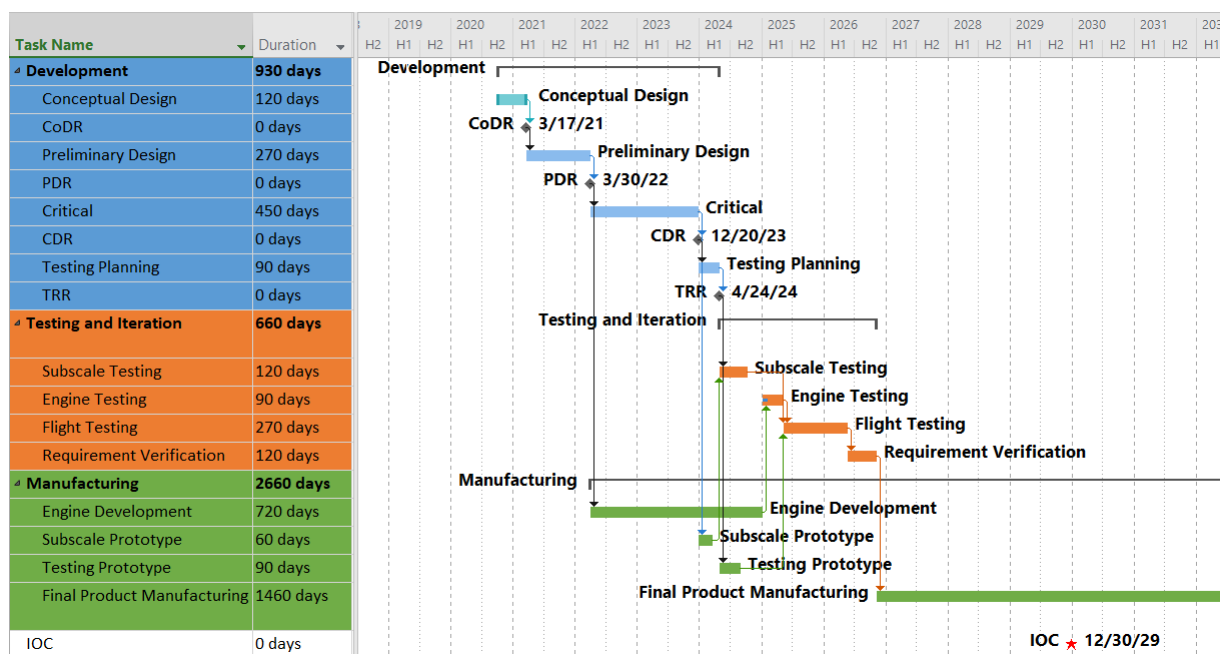 2019 2020 2021 2022 2023 2024 2025 2026 2027 2028 2029 2030 2031
Task Name Duration H2 H1 H2 H1 H2 H1 H2 H1 H2 H1 H2 H1 H2 H1 H2 H1 H2 H1 H2 H1 H2 H1 H2 H1 H2 H1 H2 H1
Development 930 days Development
Conceptual Design 120 days Conceptual Design
CoDR 0 days CoDR 3/17/21
Preliminary Design 270 days Preliminary Design
PDR 0 days PDR 3/30/22
Critical 450 days Critical
CDR 0 days CDR 12/20/23
Testing Planning 90 days Testing Planning
TRR 0 days TRR 4/24/24
Testing and Iteration 660 days Testing and Iteration
Subscale Testing 120 days Subscale Testing
Engine Testing 90 days Engine Testing
Flight Testing 270 days Flight Testing
Requirement Verification 120 days Requirement Verification
Manufacturing 2660 days Manufacturing
Engine Development 720 days Engine Development
Subscale Prototype 60 days Subscale Prototype
Testing Prototype 90 days Testing Prototype
Final Product Manufacturing 1460 days Final Product Manufacturing
IOC 0 days IOC 12/30/29